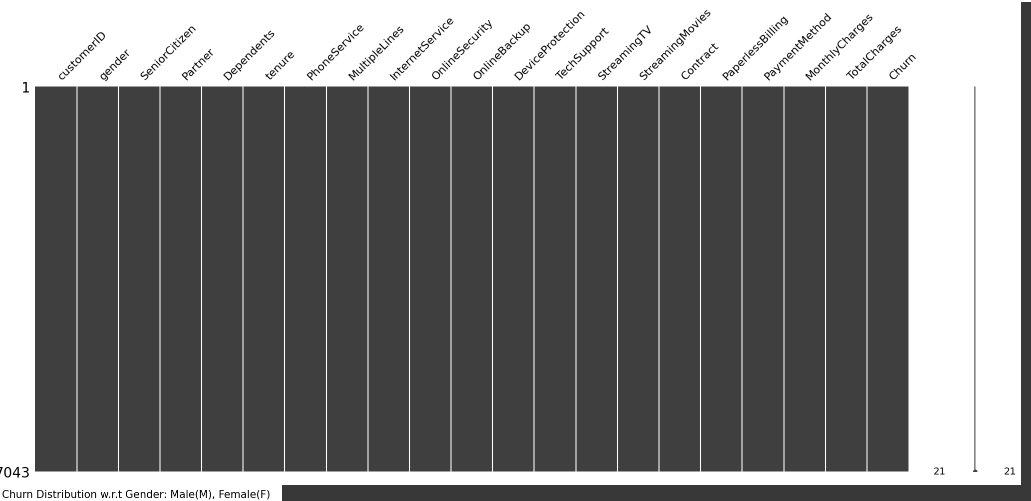 customerID
gender
SeniorCitizen
Partner
Dependents
tenure
PhoneService
MultipleLines
InternetService
OnlineSecurity
OnlineBackup
DeviceProtection
TechSupport
StreamingTV
StreamingMovies
Contract
PaperlessBilling
PaymentMethod
MonthlyCharges
TotalCharges
Churn
1
7043
21
21
Churn Distribution w.r.t Gender: Male(M), Female(F)